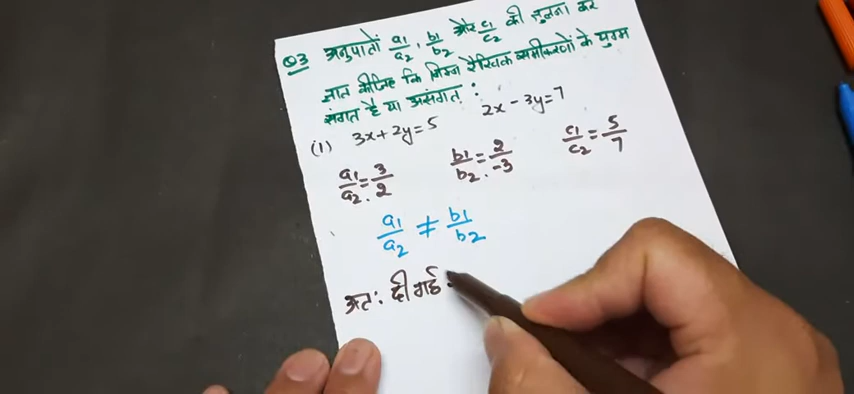 Q3 अनुपातों a1/a2, b1/b2 और c1/c2 की तुलना कर
ज्ञात कीजिए कि निम्न रैखिक समीकरणों के युग्म
संगत है या असंगत :
(1) 3x+2y=5 2x-3y=7
a1/a2 = 3/2 b1/b2 = 2/-3 c1/c2 = 5/7
a1/a2 ≠ b1/b2
अतः दी गई